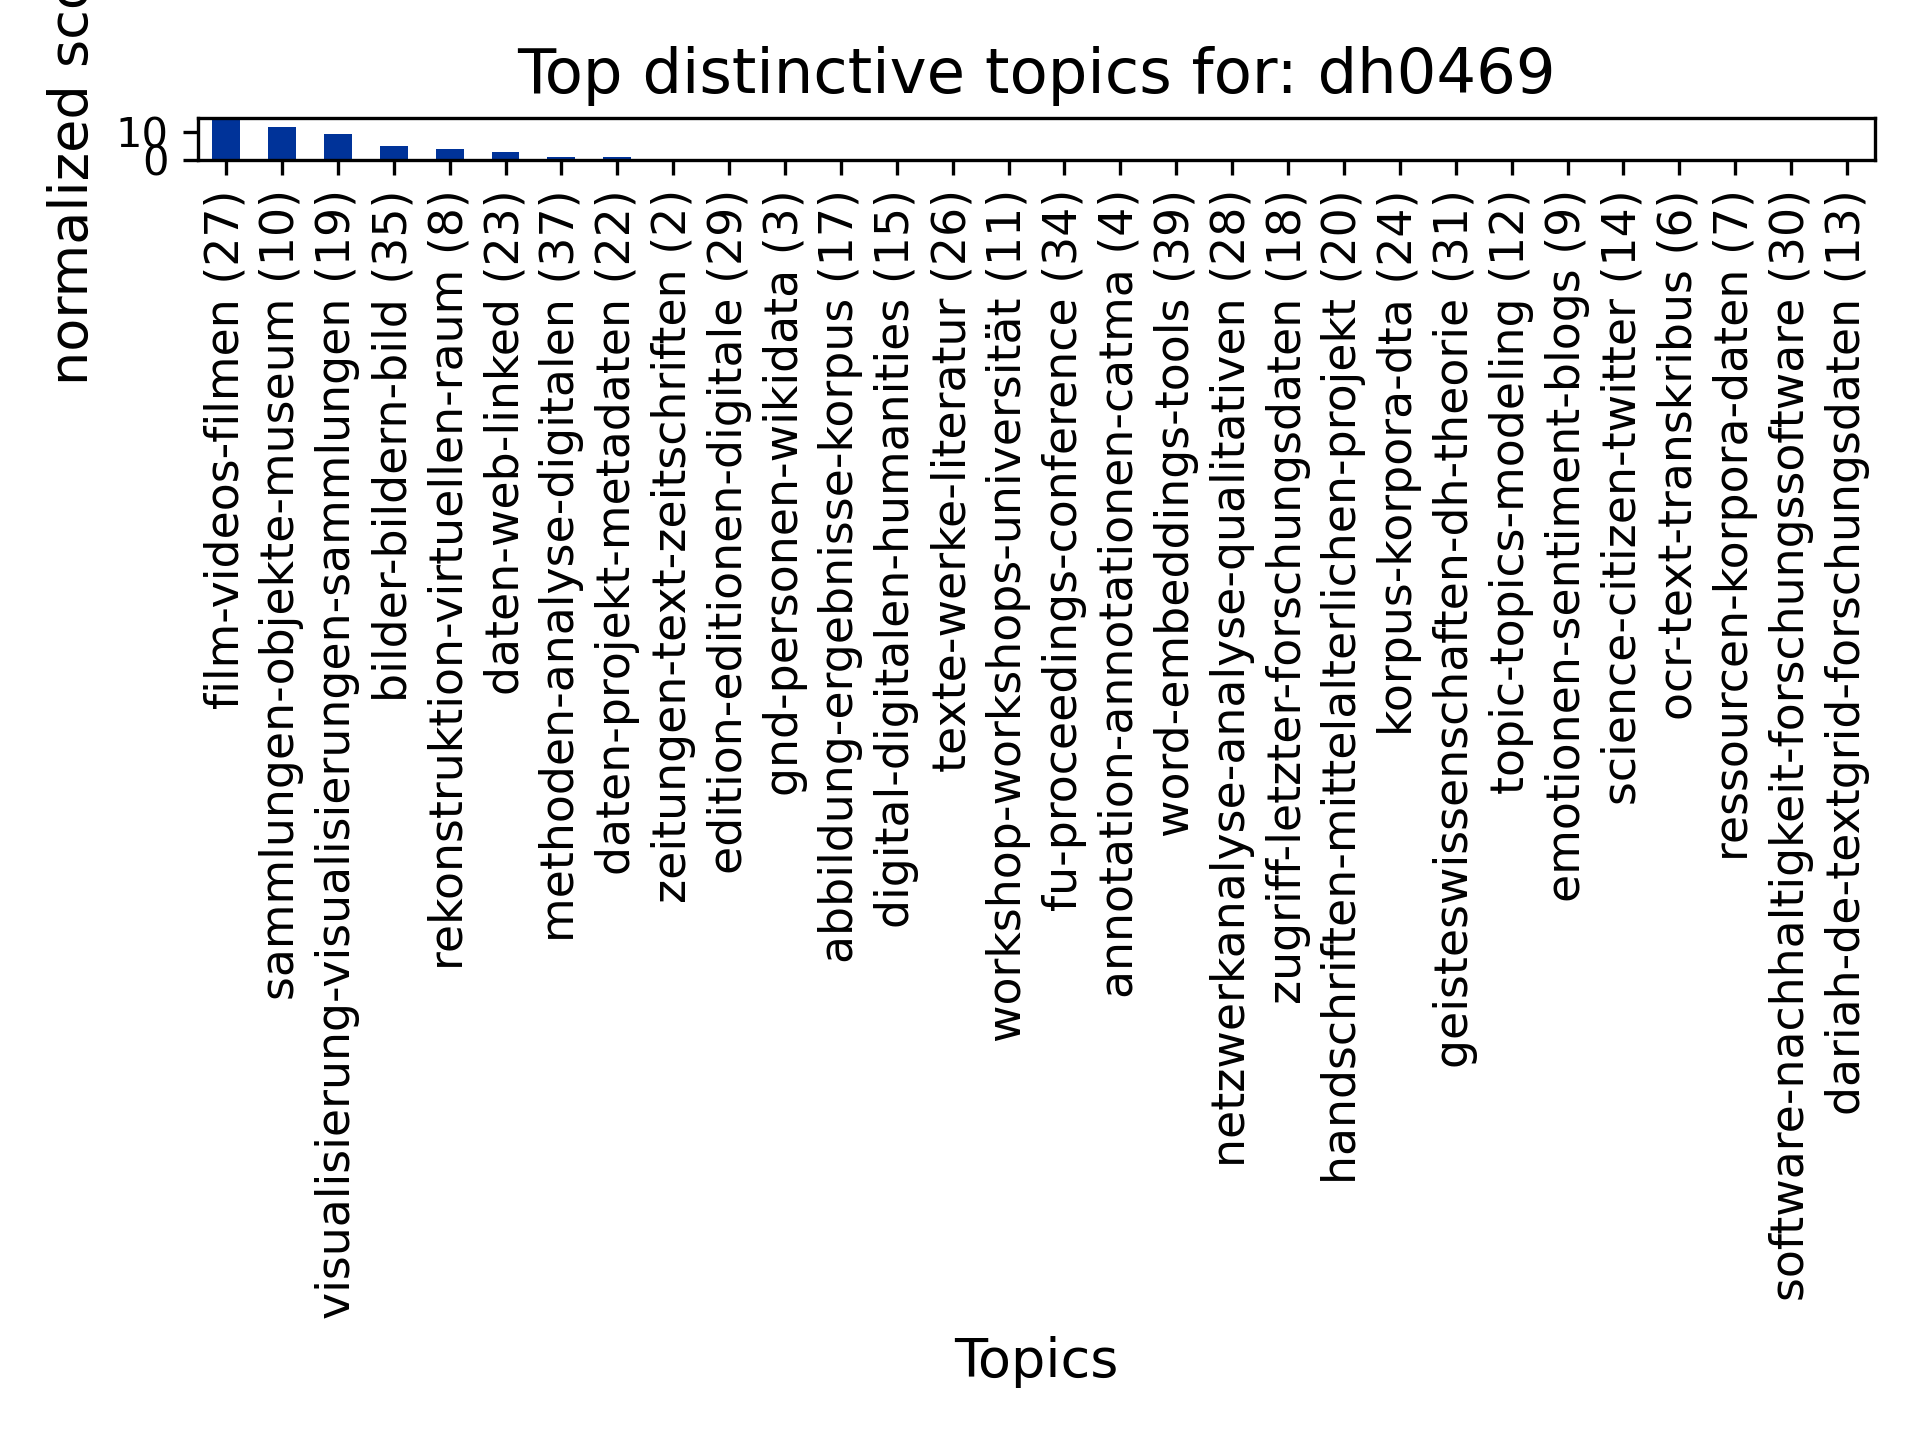 Top distinctive topics for: dh0469
normalized
10
0
film-videos-filmen (27)
sammlungen-objekte-museum (10)
visualisierung-visualisierungen-sammlungen (19)
bilder-bildern-bild (35)
rekonstruktion-virtuellen-raum (8)
daten-web-linked (23)
methoden-analyse-digitalen (37)
daten-projekt-metadaten (22)
zeitungen-text-zeitschriften (2)
edition-editionen-digitale (29)
gnd-personen-wikidata (3)
abbildung-ergebnisse-korpus (17)
digital-digitalen-humanities (15)
texte-werke-literatur (26)
workshop-workshops-universität (11)
fu-proceedings-conference (34)
annotation-annotationen-catma (4)
word-embeddings-tools (39)
netzwerkanalyse-analyse-qualitativen (28)
zugriff-letzter-forschungsdaten (18)
handschriften-mittelalterlichen-projekt (20)
korpus-korpora-dta (24)
geisteswissenschaften-dh-theorie (31)
topic-topics-modeling (12)
emotionen-sentiment-blogs (9)
science-citizen-twitter (14)
ocr-text-transkribus (6)
ressourcen-korpora-daten (7)
software-nachhaltigkeit-forschungssoftware (30)
dariah-de-textgrid-forschungsdaten (13)
Topics